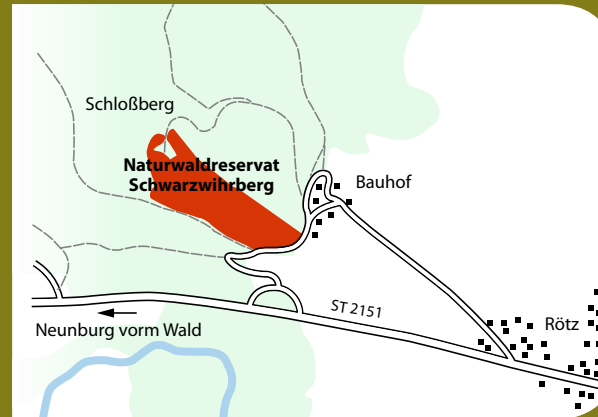 Schloßberg
Naturwaldreservat
Schwarzwihrberg
Bauhof
ST 2151
Neunburg vorm Wald
Rötz